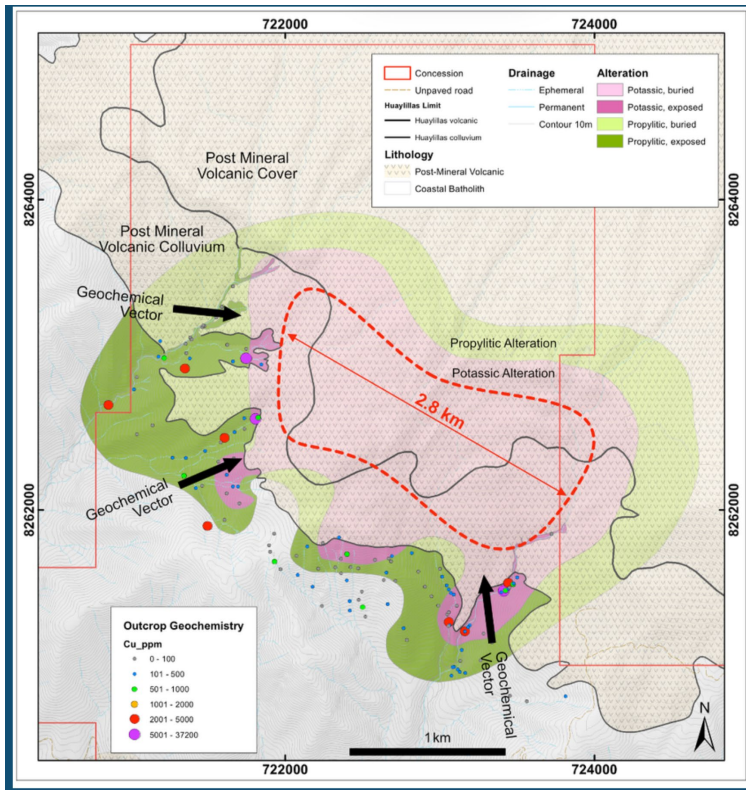 722000
724000
Concession
Unpaved road
Huaylillas Limit
Huaylillas volcanic
Huaylillas colluvium
Lithology
Post-Mineral Volcanic
Coastal Batholith
Drainage
Ephemeral
Permanent
Contour 10m
Alteration
Potassic, buried
Potassic, exposed
Propylitic, buried
Propylitic, exposed
Post Mineral
Volcanic Cover
8264000
8264000
Post Mineral
Volcanic Colluvium
Geochemical
Vector
Propylitic Alteration
Potassic Alteration
2.8 km
Geochemical
Vector
8262000
8262000
Geochemical
Vector
Outcrop Geochemistry
Cu_ppm
0 - 100
101 - 500
501 - 1000
1001 - 2000
2001 - 5000
5001 - 37200
1km
N
722000
724000